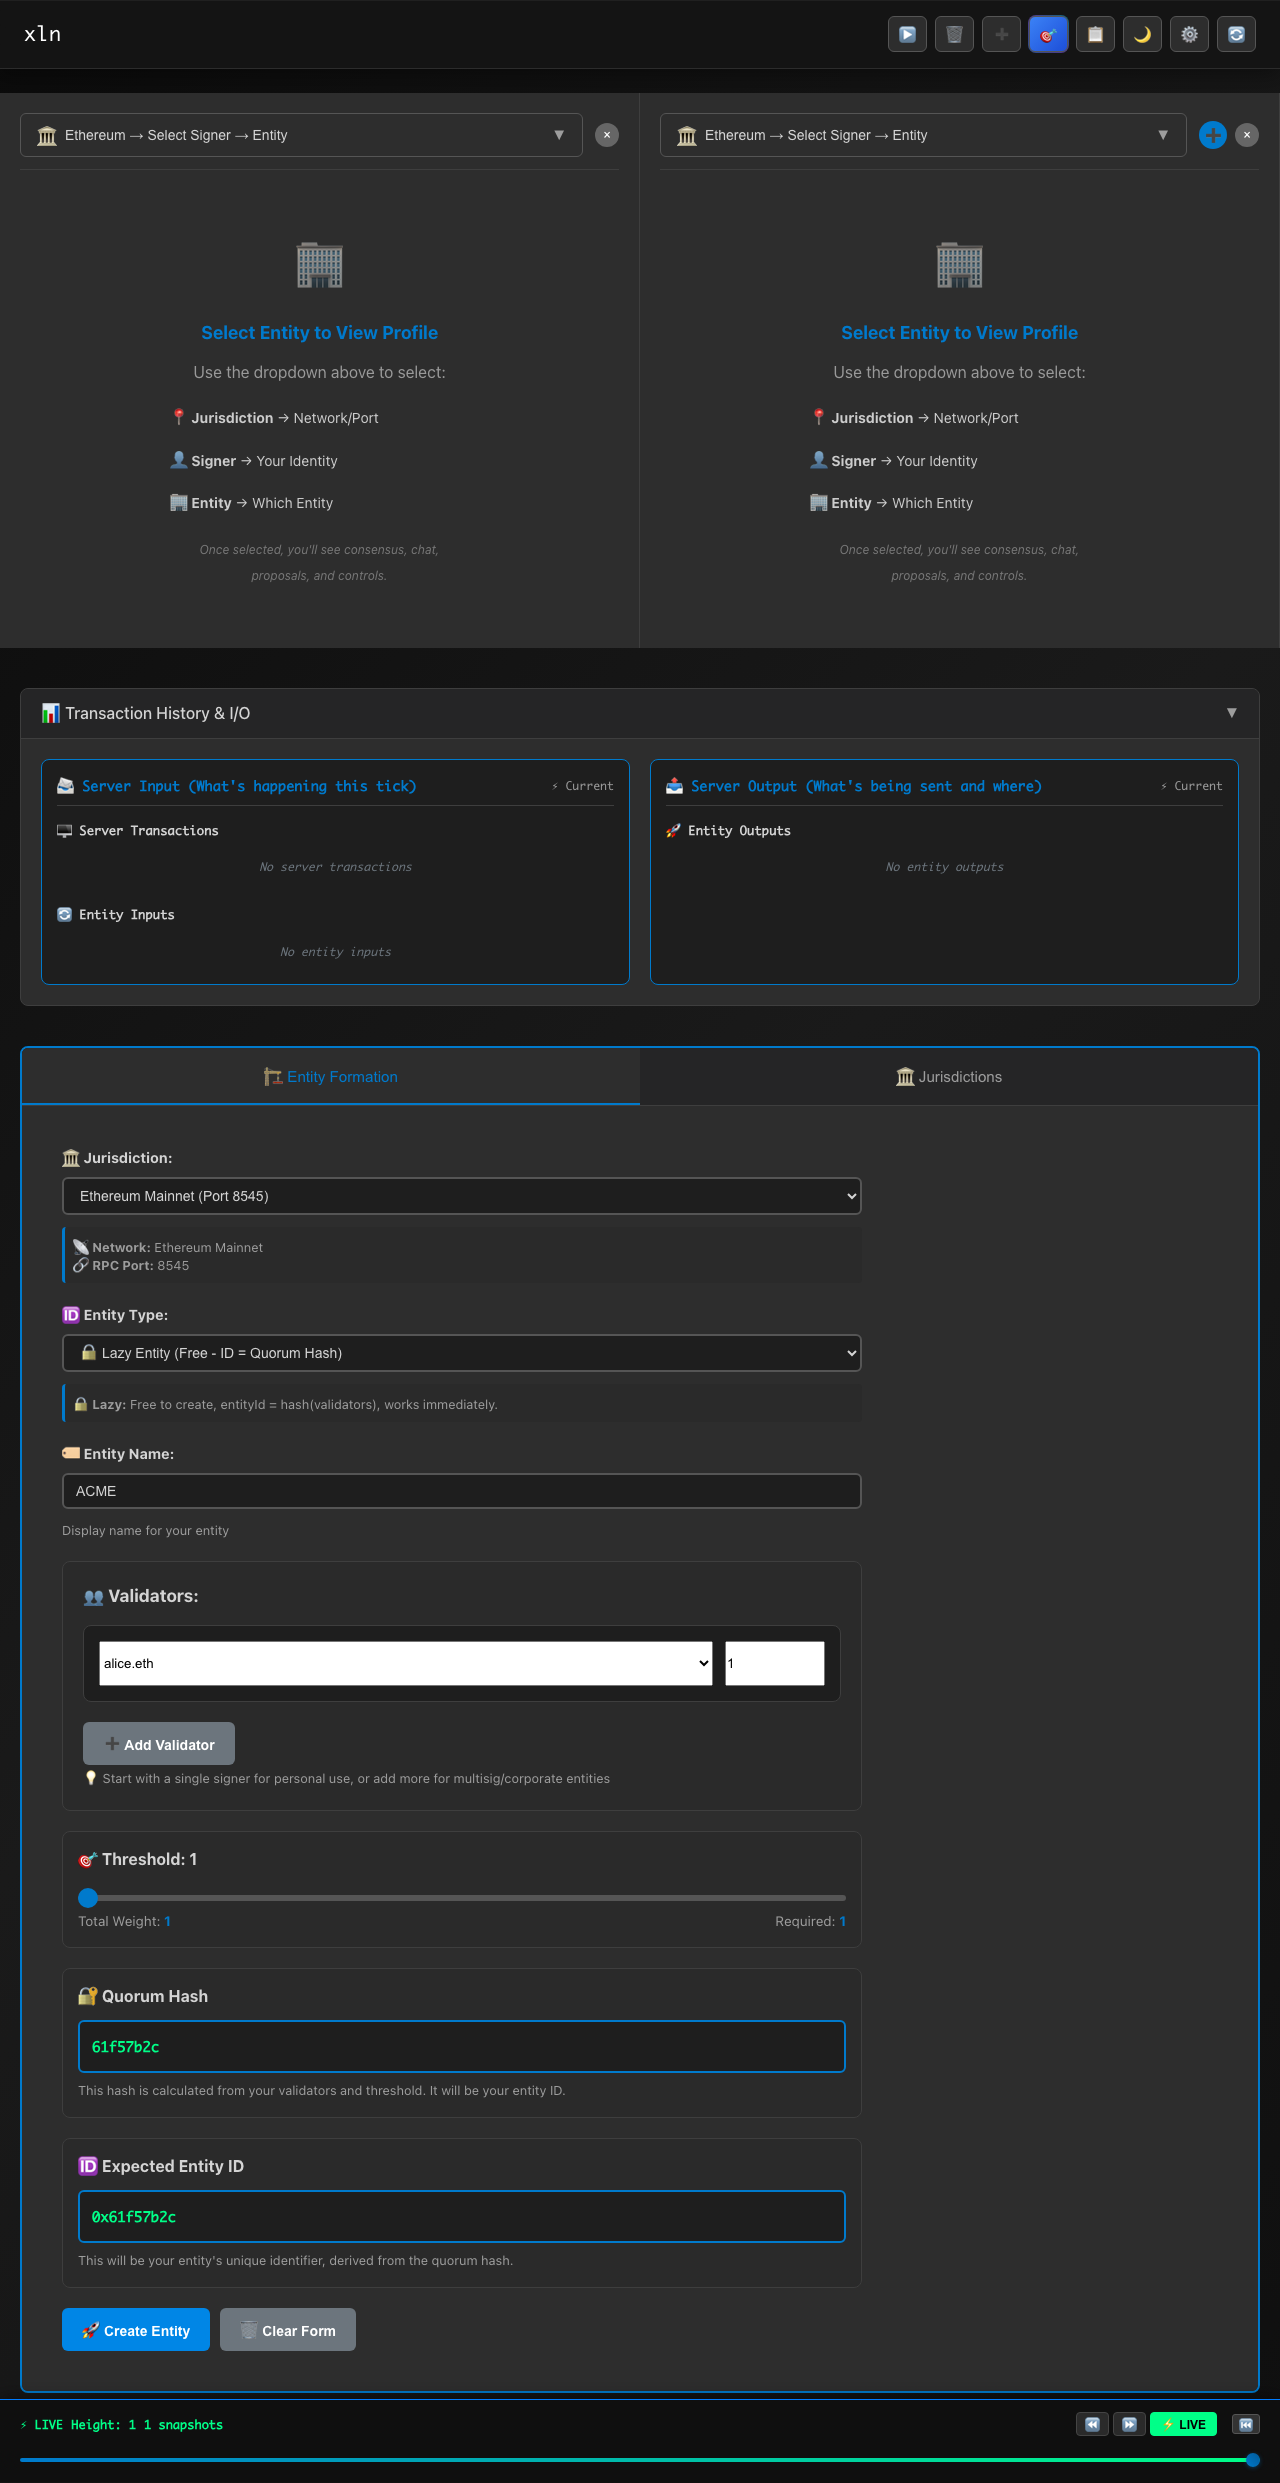 xln
Ethereum → Select Signer → Entity ▼ ×
Select Entity to View Profile
Use the dropdown above to select:
Jurisdiction → Network/Port
Signer → Your Identity
Entity → Which Entity
Once selected, you'll see consensus, chat,
proposals, and controls.
Ethereum → Select Signer → Entity ▼ ×
Select Entity to View Profile
Use the dropdown above to select:
Jurisdiction → Network/Port
Signer → Your Identity
Entity → Which Entity
Once selected, you'll see consensus, chat,
proposals, and controls.
📊 Transaction History & I/O ▼
Server Input (What's happening this tick) ⚡ Current
Server Transactions
No server transactions
Entity Inputs
No entity inputs
Server Output (What's being sent and where) ⚡ Current
Entity Outputs
No entity outputs
Entity Formation
Jurisdictions
Jurisdiction:
Ethereum Mainnet (Port 8545)
Network: Ethereum Mainnet
RPC Port: 8545
🆔 Entity Type:
Lazy Entity (Free - ID = Quorum Hash)
Lazy: Free to create, entityId = hash(validators), works immediately.
Entity Name:
ACME
Display name for your entity
Validators:
alice.eth
1
➕ Add Validator
Start with a single signer for personal use, or add more for multisig/corporate entities
Threshold: 1
Total Weight: 1
Required: 1
Quorum Hash
61f57b2c
This hash is calculated from your validators and threshold. It will be your entity ID.
🆔 Expected Entity ID
0x61f57b2c
This will be your entity's unique identifier, derived from the quorum hash.
Create Entity
Clear Form
⚡ LIVE Height: 1 1 snapshots
⚡ LIVE